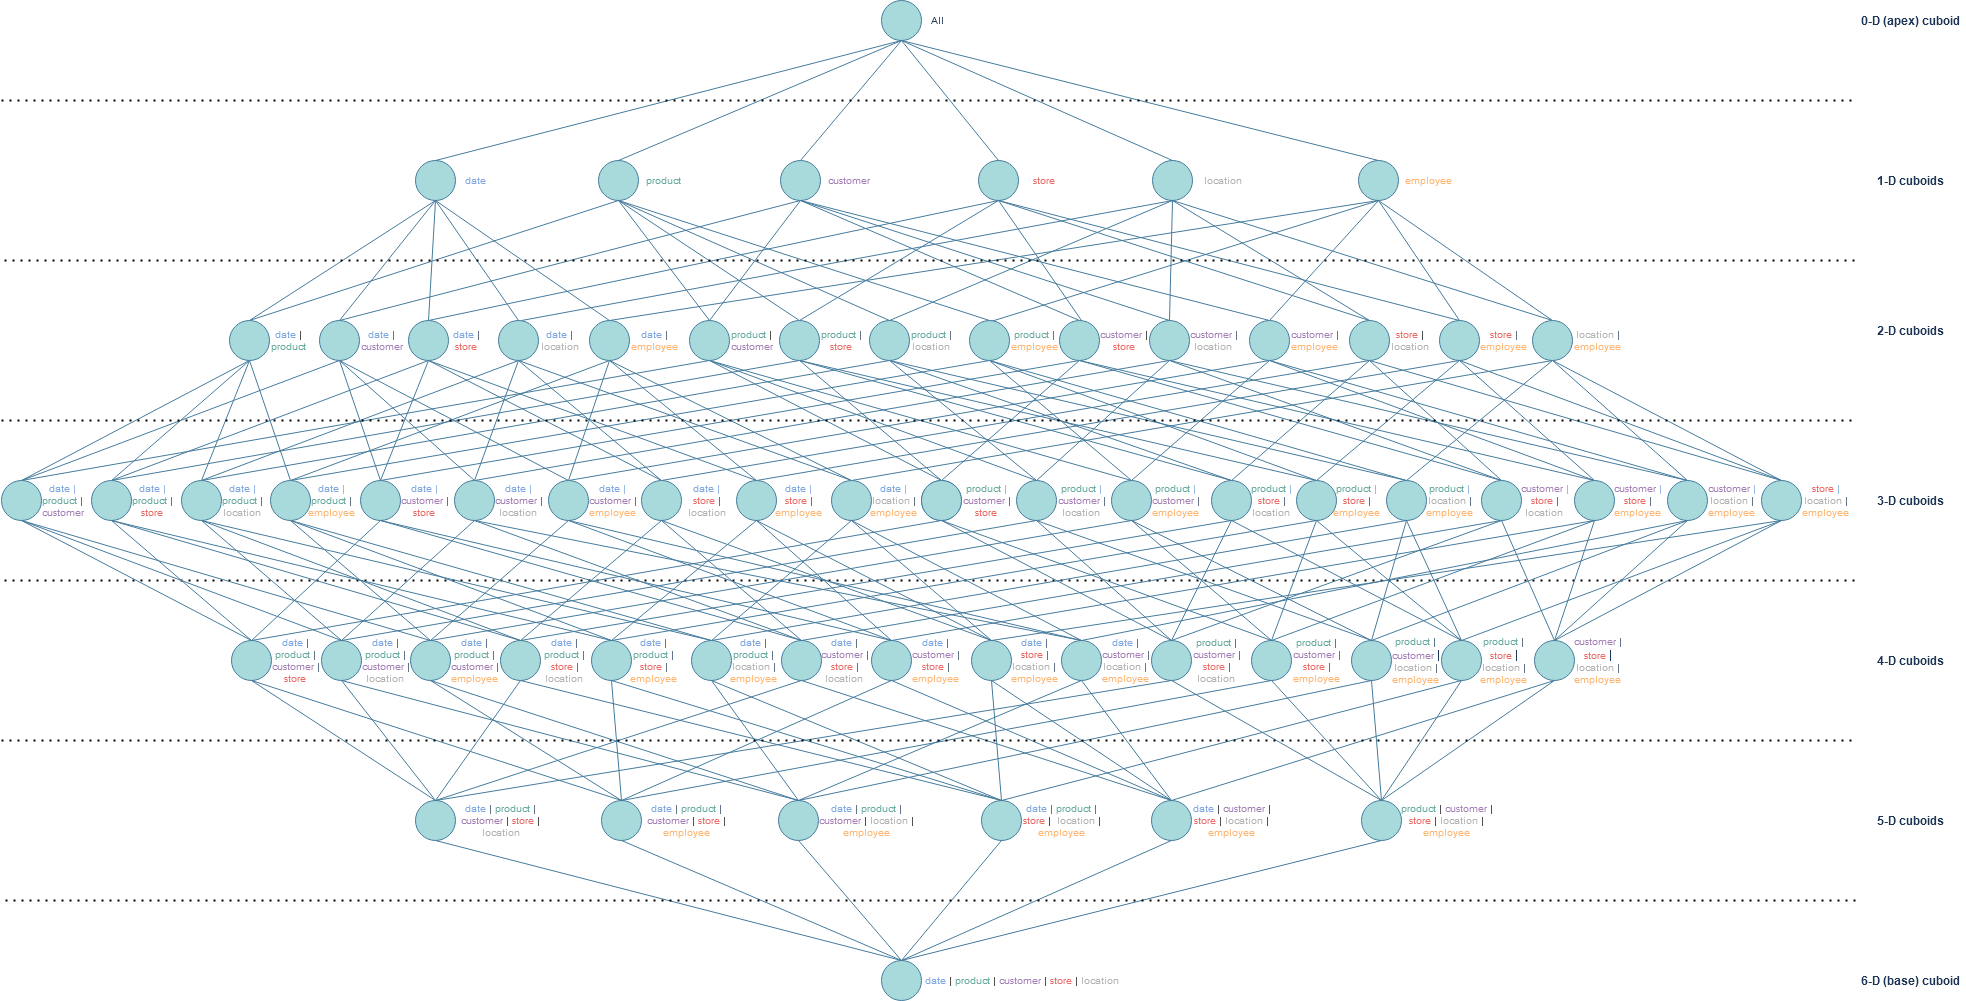 All
0-D (apex) cuboid
date
product
customer
store
location
employee
1-D cuboids
date |
product
date |
customer
date |
store
date |
location
date |
employee
product |
customer
product |
store
product |
location
product |
employee
customer |
store
customer |
location
customer |
employee
store |
location
store |
employee
location |
employee
2-D cuboids
date |
product |
customer
date |
product |
store
date |
product |
location
date |
product |
employee
date |
customer |
store
date |
customer |
location
date |
customer |
employee
date |
store |
location
date |
store |
employee
date |
location |
employee
product |
customer |
store
product |
customer |
location
product |
customer |
employee
product |
store |
location
product |
store |
employee
product |
location |
employee
customer |
store |
location
customer |
store |
employee
customer |
location |
employee
store |
location |
employee
3-D cuboids
date |
product |
customer |
store
date |
product |
customer |
location
date |
product |
customer |
employee
date |
product |
store |
location
date |
product |
store |
employee
date |
product |
location |
employee
date |
customer |
store |
location
date |
customer |
store |
employee
date |
store |
location |
employee
date |
customer |
location |
employee
product |
customer |
store |
location
product |
customer |
store |
employee
product |
customer |
location |
employee
product |
store |
location |
employee
customer |
store |
location |
employee
4-D cuboids
date | product |
customer | store |
location
date | product |
customer | store |
employee
date | product |
customer | location |
employee
date | product |
store | location |
employee
date | customer |
store | location |
employee
product | customer |
store | location |
employee
5-D cuboids
date | product | customer | store | location
6-D (base) cuboid